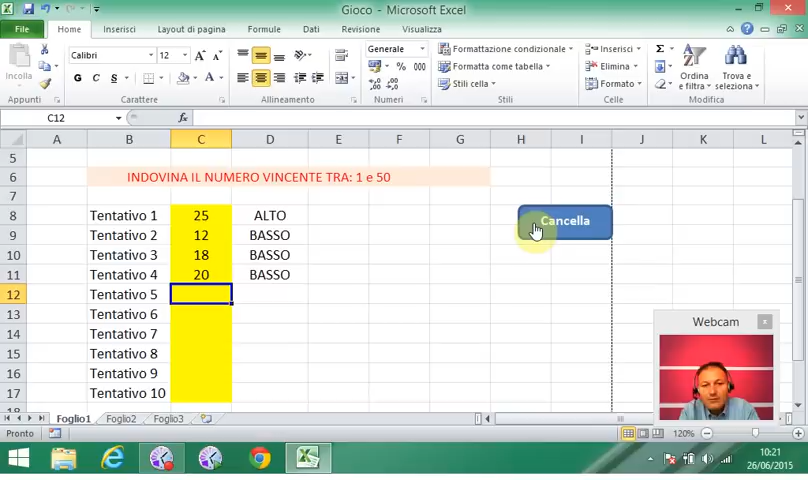 Gioco - Microsoft Excel
File Home Inserisci Layout di Pagina Formule Dati Revisione Visualizza
Incolla
Calibri 12
A A
G C S
Generale
% 000
Formattazione condizionale
Formatta come tabella
Stili cella
Inserisci
Elimina
Formato
Σ
Ordina e filtra
Trova e seleziona
Appunti Carattere Allineamento Numeri Stili Celle Modifica
C12 fx
A B C D E F G H I J K L
5
6 INDOVINA IL NUMERO VINCENTE TRA: 1 e 50
7
8 Tentativo 1 25 ALTO Cancella
9 Tentativo 2 12 BASSO
10 Tentativo 3 18 BASSO
11 Tentativo 4 20 BASSO
12 Tentativo 5
13 Tentativo 6
14 Tentativo 7
15 Tentativo 8
16 Tentativo 9
17 Tentativo 10
Webcam x
Foglio1 Foglio2 Foglio3
Pronto 120%
10:21
26/06/2015